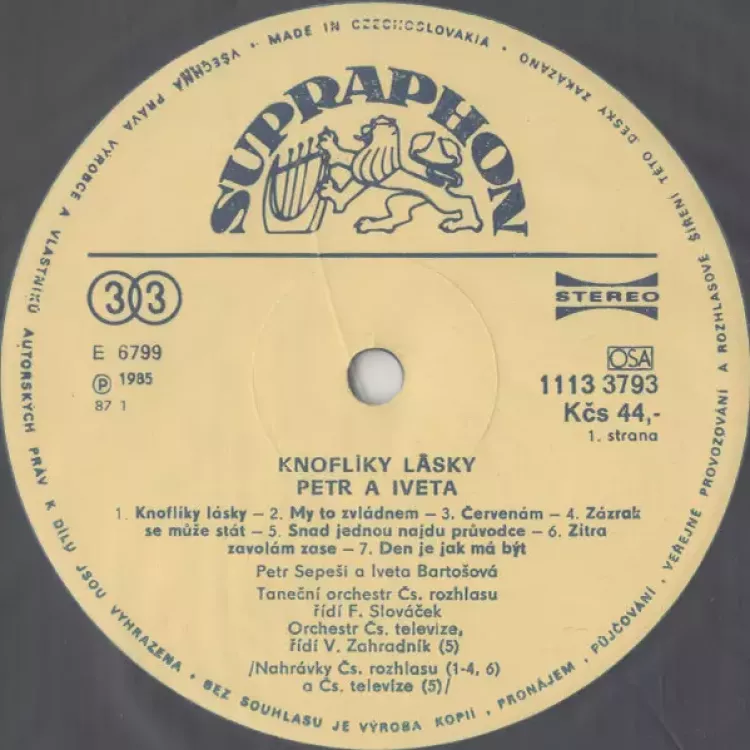 MADE IN CZECHOSLOVAKIA · VŠECHNA PRÁVA VÝROBCE A VLASTNÍKŮ AUTORSKÝCH PRÁV K DÍLU JSOU VYHRAZENA · BEZ SOUHLASU JE VÝROBA KOPIÍ, PRONÁJEM, PŮJČOVÁNÍ, VEŘEJNÉ PROVOZOVÁNÍ A ROZHLASOVÉ ŠÍŘENÍ TÉTO DESKY ZAKÁZÁNO ·
SUPRAPHON
33
STEREO
E 6799
OSA
Ⓟ 1985
1113 3793
87 1
Kčs 44,-
1. strana
KNOFLÍKY LÁSKY
PETR A IVETA
1. Knoflíky lásky – 2. My to zvládnem – 3. Červenám – 4. Zázrak
se může stát – 5. Snad jednou najdu průvodce – 6. Zítra
zavolám zase – 7. Den je jak má být
Petr Sepeši a Iveta Bartošová
Taneční orchestr Čs. rozhlasu
řídí F. Slováček
Orchestr Čs. televize,
řídí V. Zahradník (5)
/Nahrávky Čs. rozhlasu (1-4, 6)
a Čs. televize (5)/